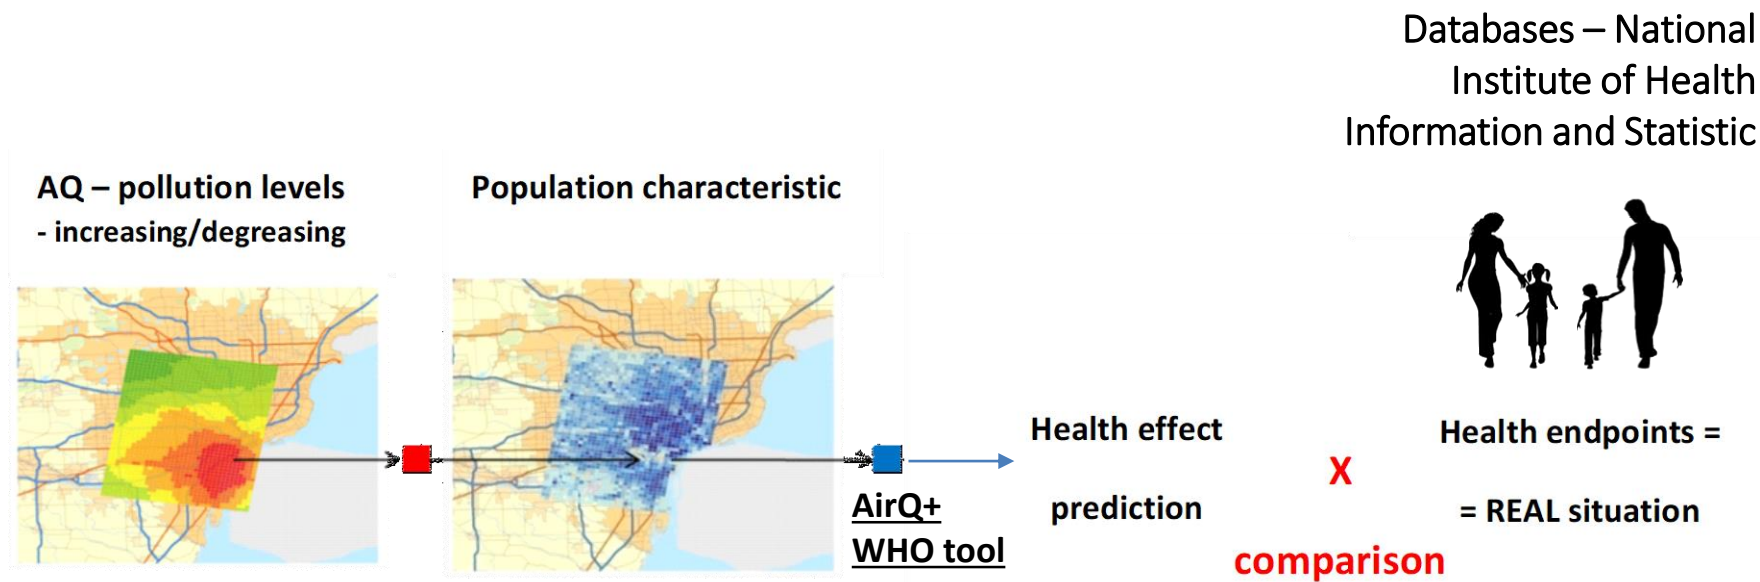 Databases – National
Institute of Health
Information and Statistic
AQ – pollution levels
- increasing/degreasing
Population characteristic
AirQ+
WHO tool
Health effect
prediction
X
comparison
Health endpoints =
= REAL situation